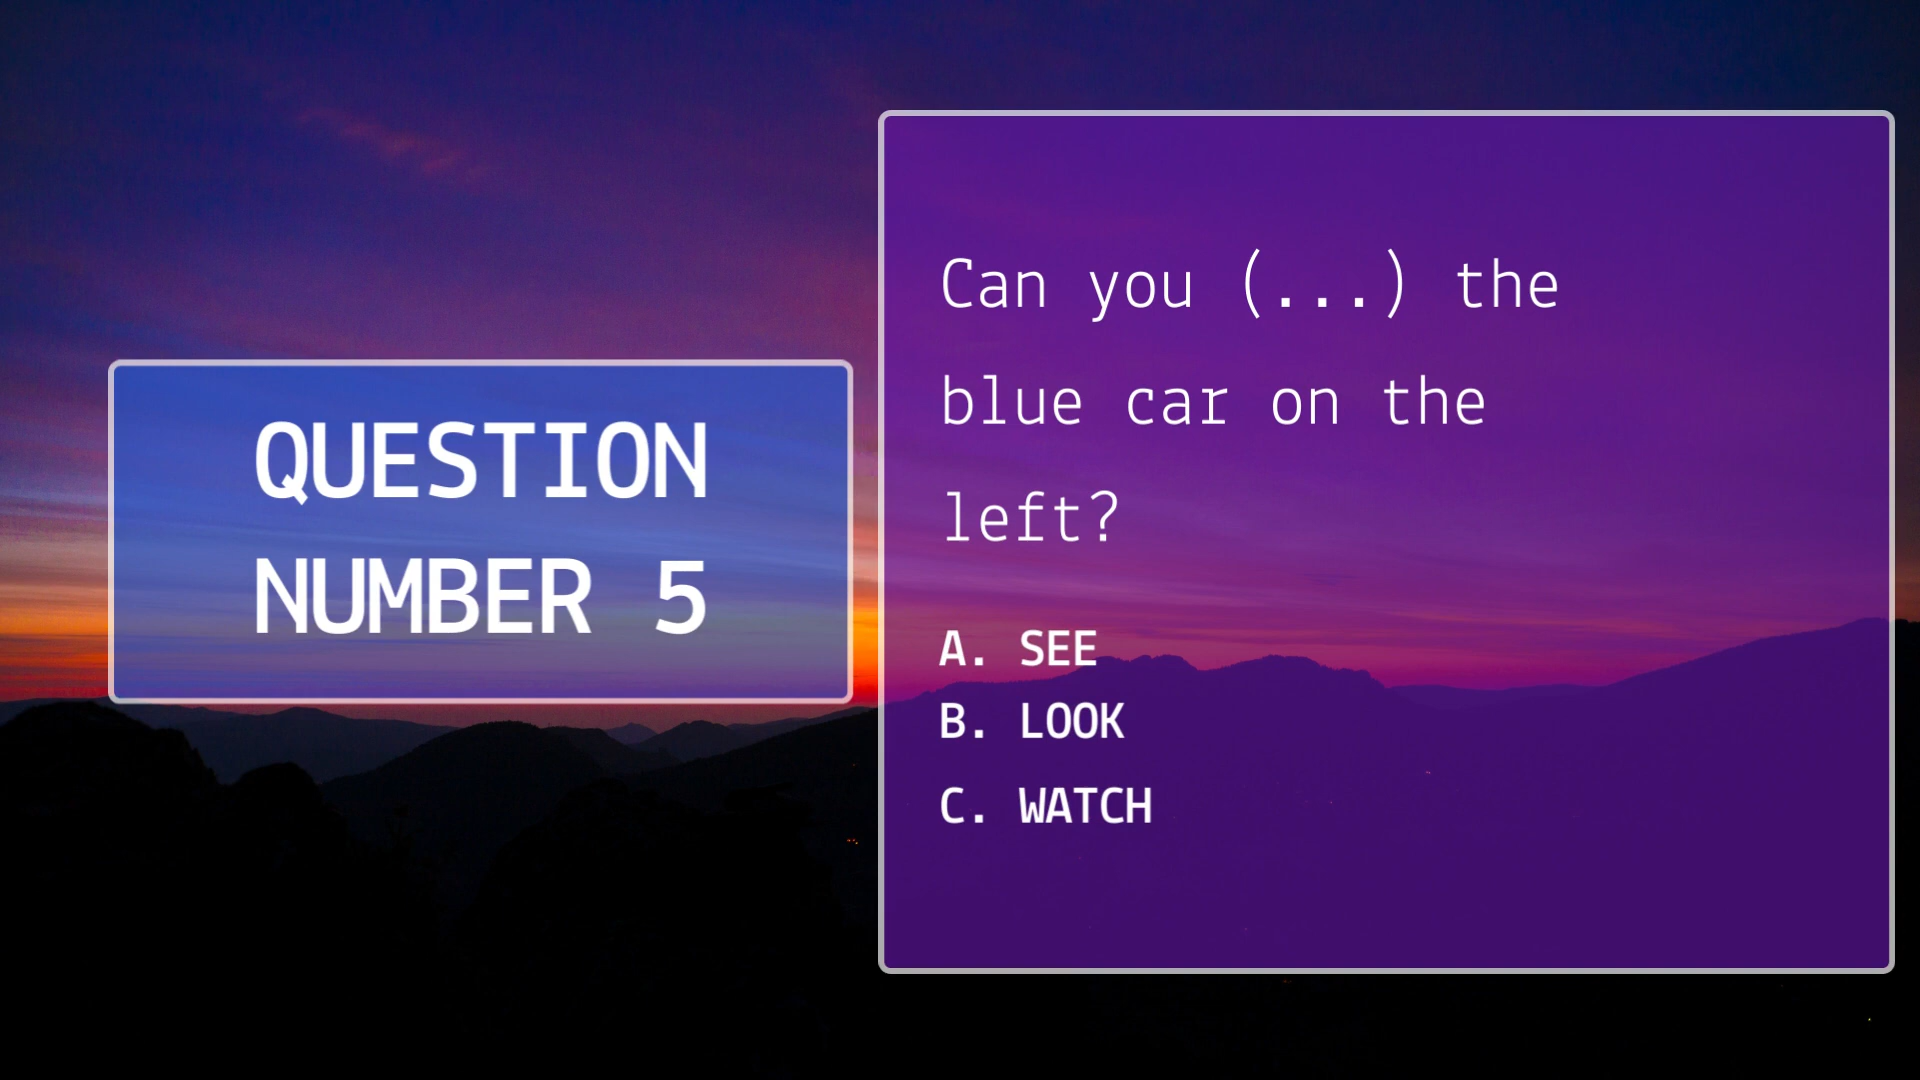 QUESTION
NUMBER 5
Can you (...) the
blue car on the
left?
A. SEE
B. LOOK
C. WATCH